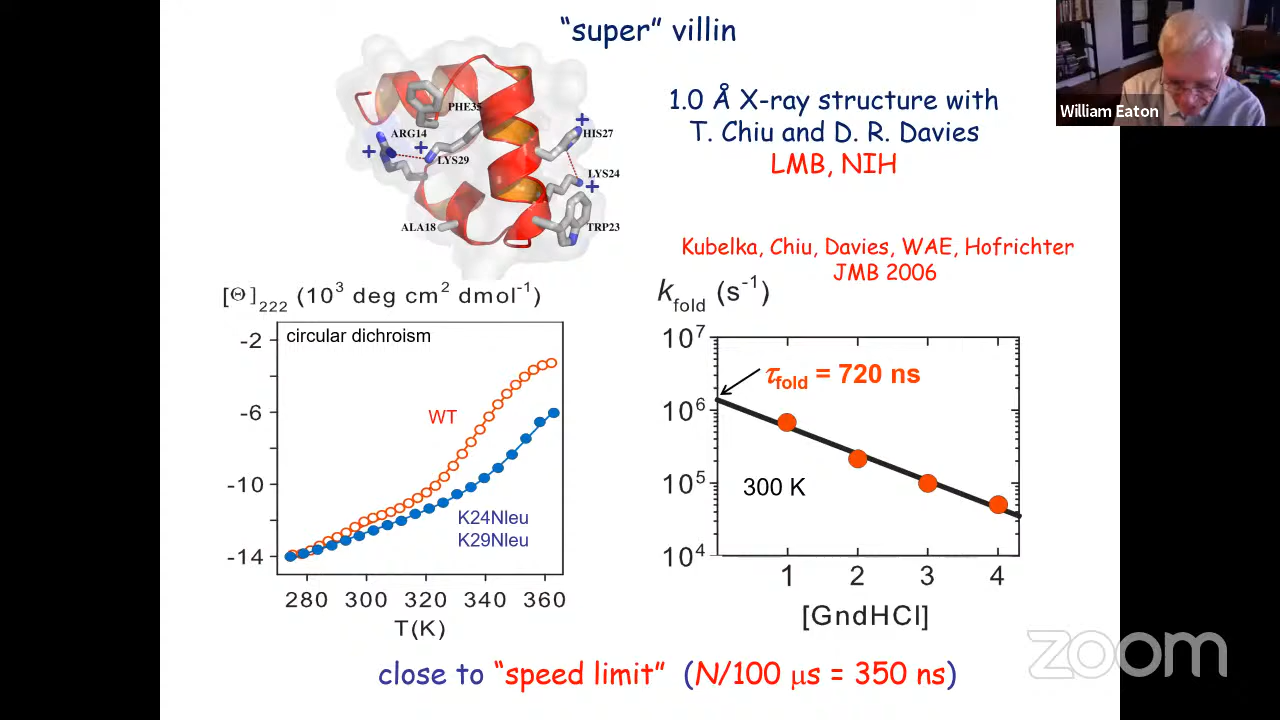 "super" villin
William Eaton
1.0 Å X-ray structure with
T. Chiu and D. R. Davies
LMB, NIH
PHE35
ARG14
+
+
LYS29
+
HIS27
LYS24
+
ALA18
TRP23
Kubelka, Chiu, Davies, WAE, Hofrichter
JMB 2006
[Θ]222 (10³ deg cm² dmol⁻¹)
circular dichroism
-2
-6
-10
-14
WT
K24Nleu
K29Nleu
280 300 320 340 360
T(K)
kfold (s⁻¹)
10⁷
10⁶
10⁵
10⁴
τfold = 720 ns
300 K
1 2 3 4
[GndHCl]
zoom
close to "speed limit" (N/100 μs = 350 ns)